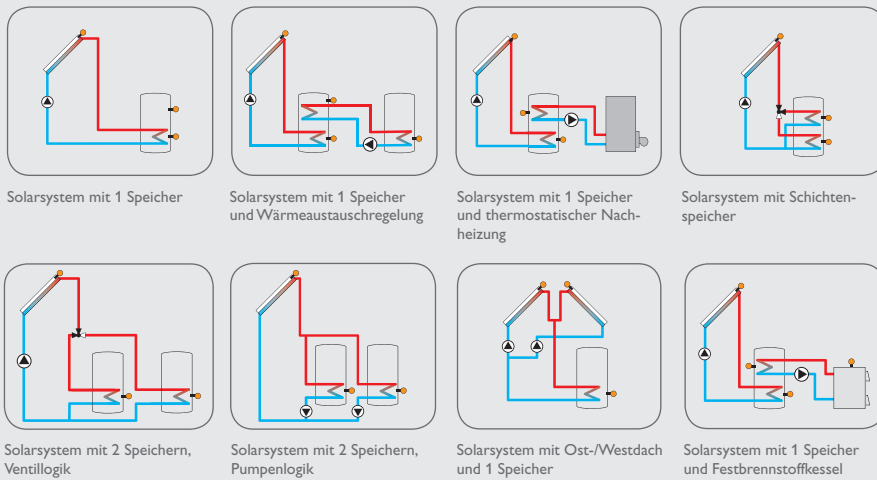 Solarsystem mit 1 Speicher
Solarsystem mit 1 Speicher
und Wärmeaustauschregelung
Solarsystem mit 1 Speicher
und thermostatischer Nach-
heizung
Solarsystem mit Schichten-
speicher
Solarsystem mit 2 Speichern,
Ventillogik
Solarsystem mit 2 Speichern,
Pumpenlogik
Solarsystem mit Ost-/Westdach
und 1 Speicher
Solarsystem mit 1 Speicher
und Festbrennstoffkessel